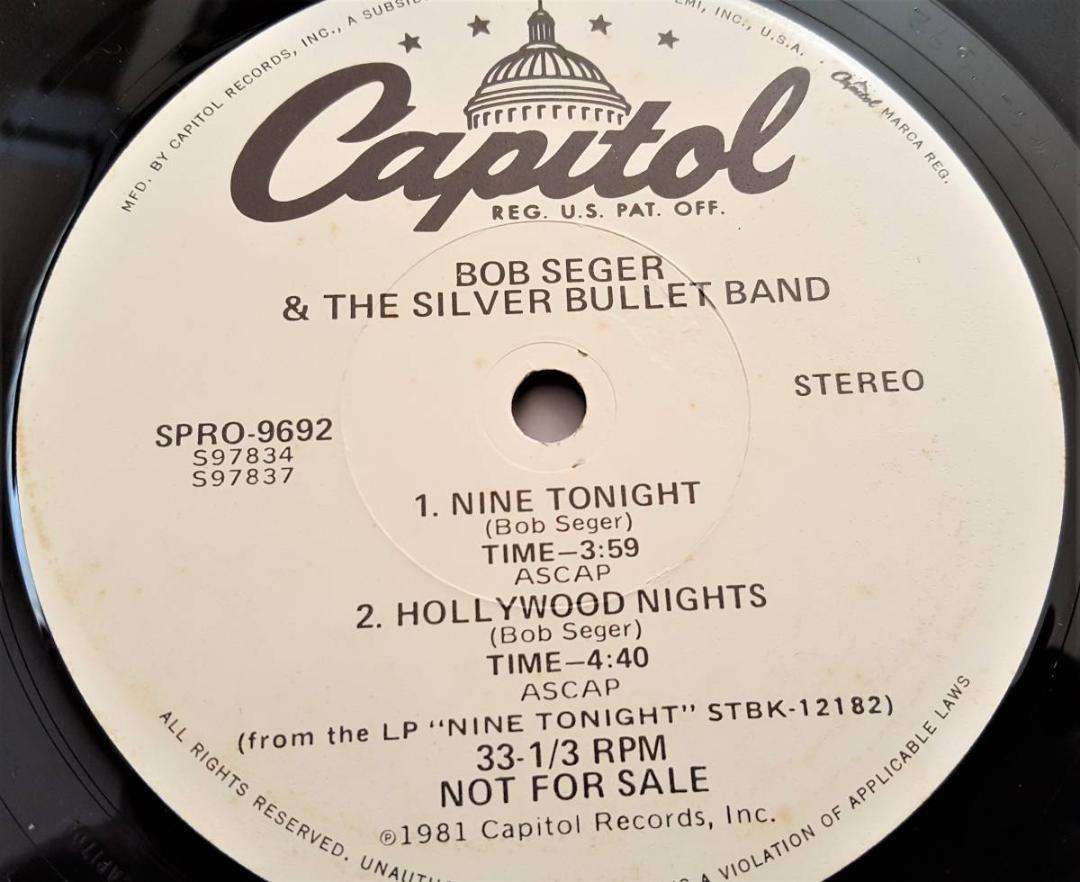 MFD. BY CAPITOL RECORDS, INC., A
EMI, INC., U.S.A.
Capitol MARCA REG.
Capitol
REG. U.S. PAT. OFF.
BOB SEGER
& THE SILVER BULLET BAND
STEREO
SPRO-9692
S97834
S97837
1. NINE TONIGHT
(Bob Seger)
TIME—3:59
ASCAP
2. HOLLYWOOD NIGHTS
(Bob Seger)
TIME—4:40
ASCAP
(from the LP "NINE TONIGHT" STBK-12182)
33-1/3 RPM
NOT FOR SALE
℗1981 Capitol Records, Inc.
ALL RIGHTS RESERVED.
A VIOLATION OF APPLICABLE LAWS